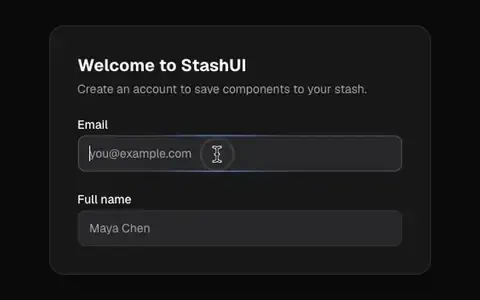 Welcome to StashUI
Create an account to save components to your stash.
Email
you@example.com
Full name
Maya Chen